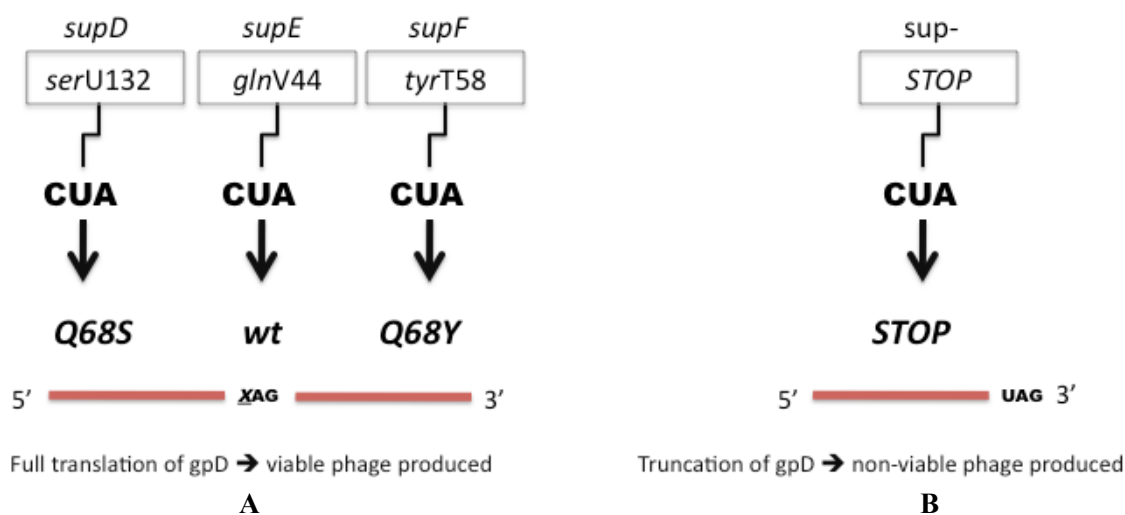 supD supE supF sup-
serU132 glnV44 tyrT58 STOP
CUA CUA CUA CUA
Q68S wt Q68Y STOP
5’ XAG 3’ 5’ UAG 3’
Full translation of gpD ➔ viable phage produced Truncation of gpD ➔ non-viable phage produced
A B